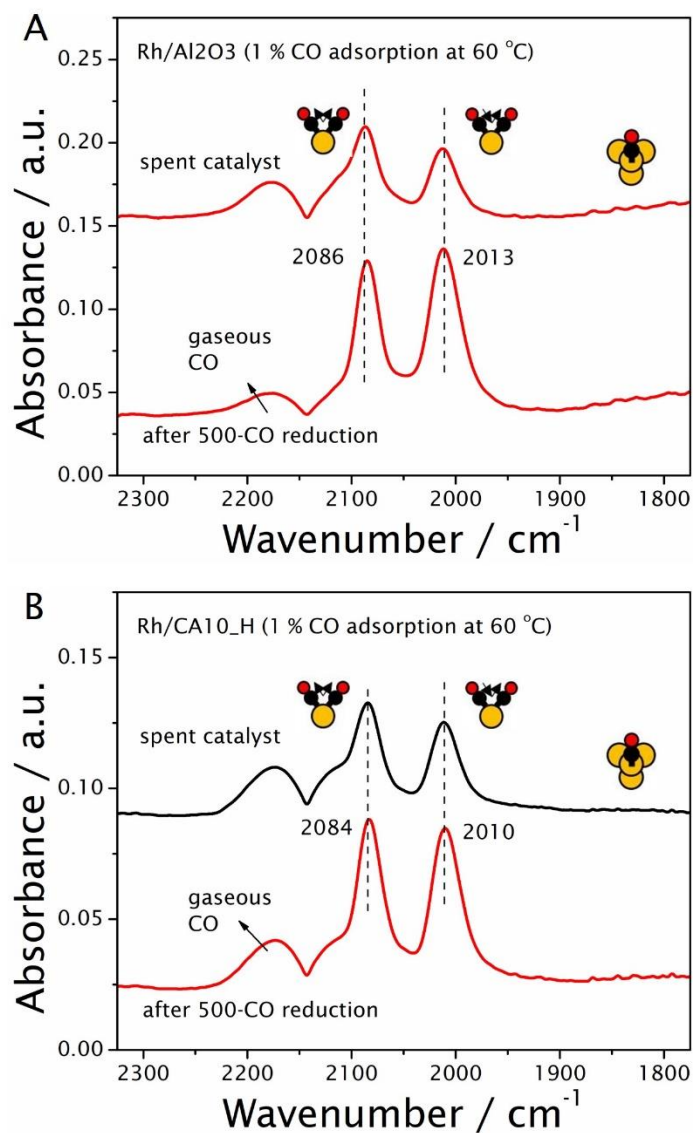 A
Rh/Al2O3 (1 % CO adsorption at 60 °C)
0.25
0.20
0.15
0.10
0.05
0.00
Absorbance / a.u.
spent catalyst
2086
2013
gaseous
CO
after 500-CO reduction
2300
2200
2100
2000
1900
1800
Wavenumber / cm⁻¹
B
Rh/CA10_H (1 % CO adsorption at 60 °C)
0.15
0.10
0.05
0.00
Absorbance / a.u.
spent catalyst
2084
2010
gaseous
CO
after 500-CO reduction
2300
2200
2100
2000
1900
1800
Wavenumber / cm⁻¹